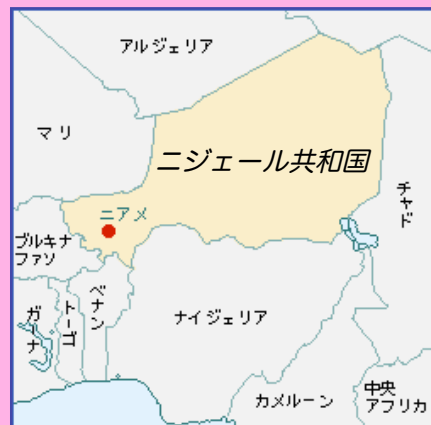 アルジェリア
マリ
ニジェール共和国
チャド
ニアメ
ブルキナ
ファソ
ベナン
トーゴ
ガーナ
ナイジェリア
カメルーン
中央
アフリカ